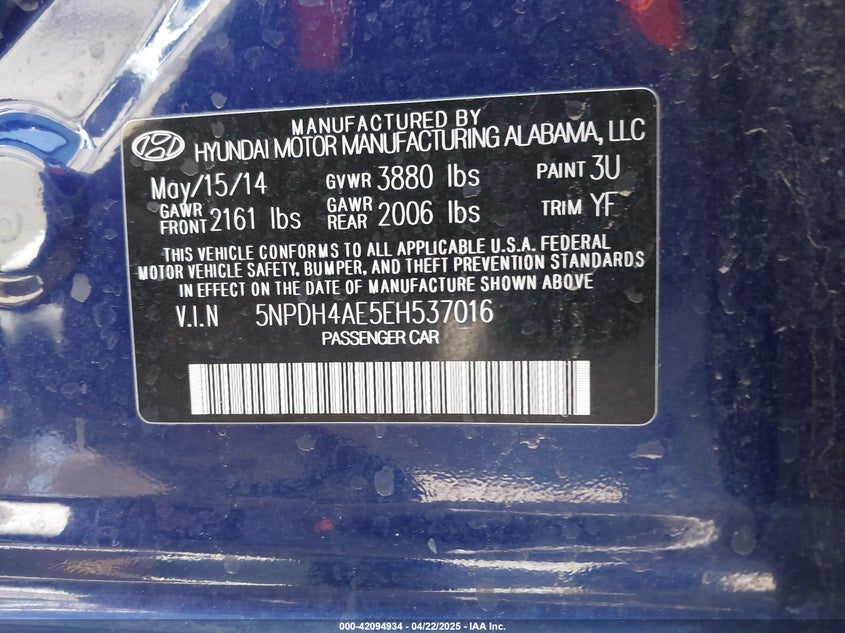 MANUFACTURED BY
HYUNDAI MOTOR MANUFACTURING ALABAMA, LLC
May/15/14 GVWR 3880 lbs PAINT 3U
GAWR FRONT 2161 lbs GAWR REAR 2006 lbs TRIM YF
THIS VEHICLE CONFORMS TO ALL APPLICABLE U.S.A. FEDERAL
MOTOR VEHICLE SAFETY, BUMPER, AND THEFT PREVENTION STANDARDS
IN EFFECT ON THE DATE OF MANUFACTURE SHOWN ABOVE
V.I.N 5NPDH4AE5EH537016
PASSENGER CAR
000-42094934 - 04/22/2025 - IAA Inc.